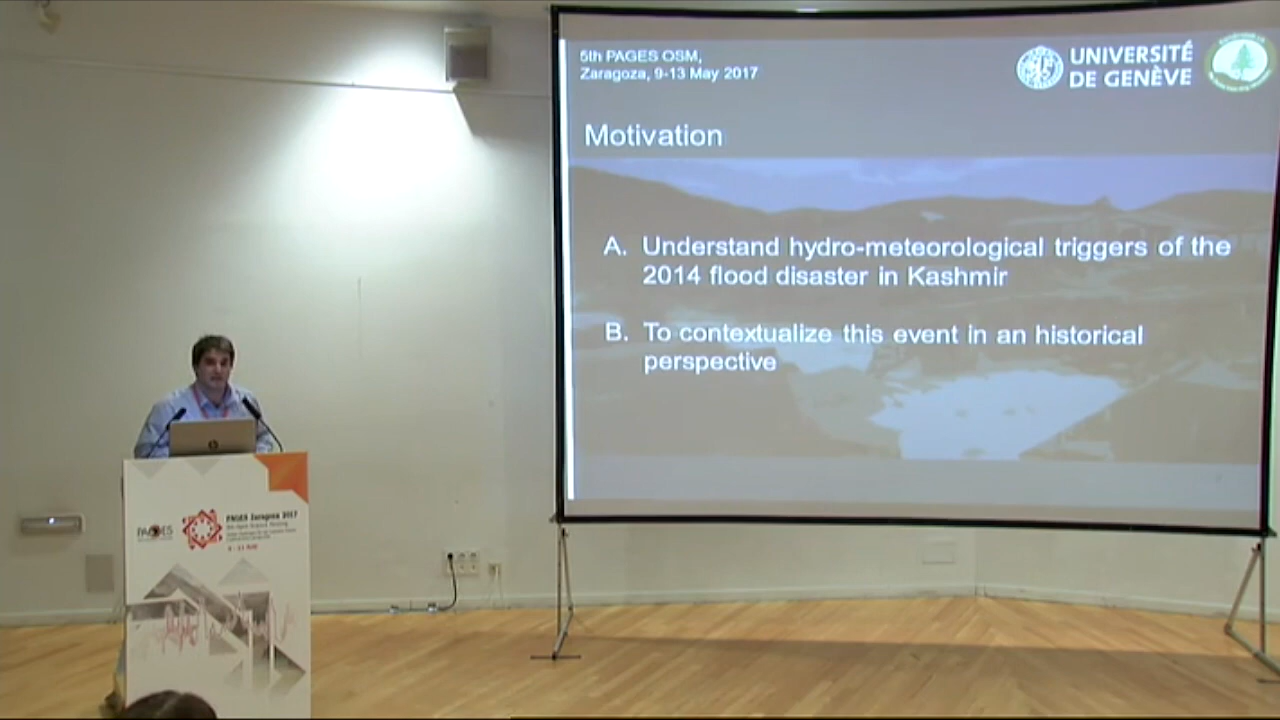 5th PAGES OSM,
Zaragoza, 9-13 May 2017
UNIVERSITÉ
DE GENÈVE
Motivation
A. Understand hydro-meteorological triggers of the
2014 flood disaster in Kashmir
B. To contextualize this event in an historical
perspective
hp
PAGES
PAGES Zaragoza 2017